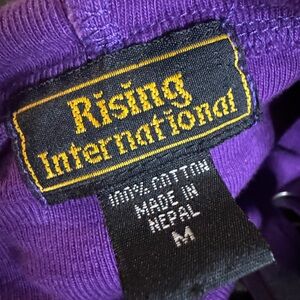 Rising
International
100% COTTON
MADE IN
NEPAL
M